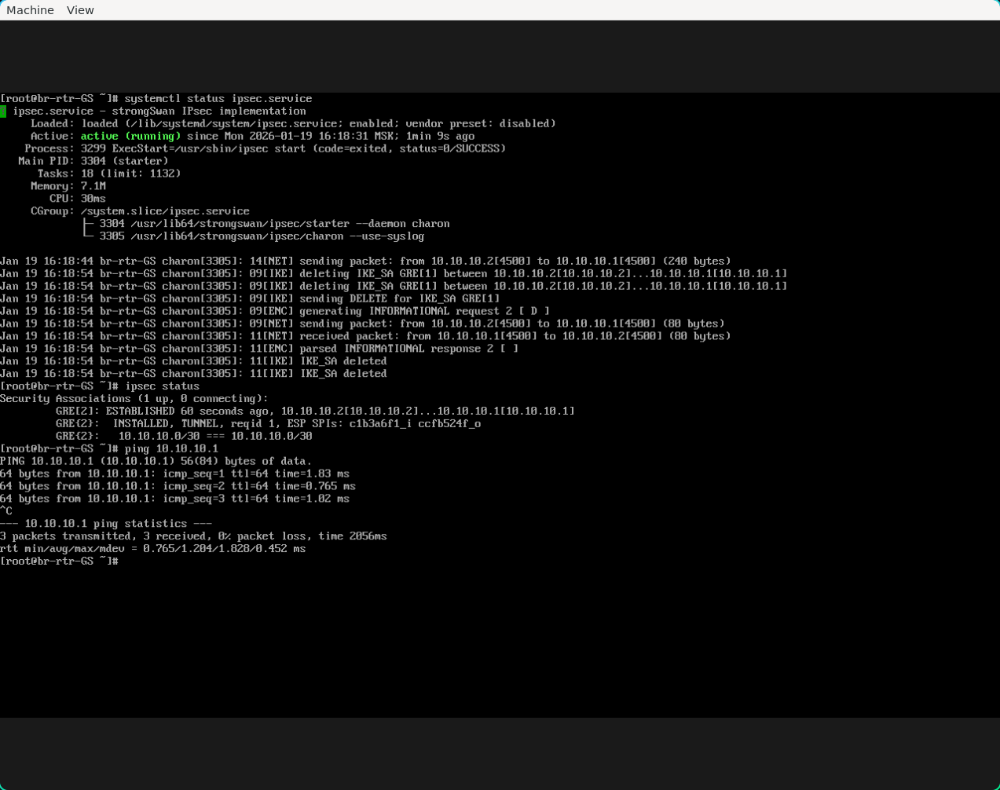 Machine View
[root@br-rtr-GS ~]# systemctl status ipsec.service
ipsec.service - strongSwan IPsec implementation
Loaded: loaded (/lib/systemd/system/ipsec.service; enabled; vendor preset: disabled)
Active: active (running) since Mon 2026-01-19 16:18:31 MSK; 1min 9s ago
Process: 3299 ExecStart=/usr/sbin/ipsec start (code=exited, status=0/SUCCESS)
Main PID: 3304 (starter)
Tasks: 18 (limit: 1132)
Memory: 7.1M
CPU: 30ms
CGroup: /system.slice/ipsec.service
├─ 3304 /usr/lib64/strongswan/ipsec/starter --daemon charon
└─ 3305 /usr/lib64/strongswan/ipsec/charon --use-syslog
Jan 19 16:18:44 br-rtr-GS charon[3305]: 14[NET] sending packet: from 10.10.10.2[4500] to 10.10.10.1[4500] (240 bytes)
Jan 19 16:18:54 br-rtr-GS charon[3305]: 09[IKE] deleting IKE_SA GRE[1] between 10.10.10.2[10.10.10.2]...10.10.10.1[10.10.10.1]
Jan 19 16:18:54 br-rtr-GS charon[3305]: 09[IKE] deleting IKE_SA GRE[1] between 10.10.10.2[10.10.10.2]...10.10.10.1[10.10.10.1]
Jan 19 16:18:54 br-rtr-GS charon[3305]: 09[IKE] sending DELETE for IKE_SA GRE[1]
Jan 19 16:18:54 br-rtr-GS charon[3305]: 09[ENC] generating INFORMATIONAL request 2 [ D ]
Jan 19 16:18:54 br-rtr-GS charon[3305]: 09[NET] sending packet: from 10.10.10.2[4500] to 10.10.10.1[4500] (80 bytes)
Jan 19 16:18:54 br-rtr-GS charon[3305]: 11[NET] received packet: from 10.10.10.1[4500] to 10.10.10.2[4500] (80 bytes)
Jan 19 16:18:54 br-rtr-GS charon[3305]: 11[ENC] parsed INFORMATIONAL response 2 [ ]
Jan 19 16:18:54 br-rtr-GS charon[3305]: 11[IKE] IKE_SA deleted
Jan 19 16:18:54 br-rtr-GS charon[3305]: 11[IKE] IKE_SA deleted
[root@br-rtr-GS ~]# ipsec status
Security Associations (1 up, 0 connecting):
GRE[2]: ESTABLISHED 60 seconds ago, 10.10.10.2[10.10.10.2]...10.10.10.1[10.10.10.1]
GRE{2}:  INSTALLED, TUNNEL, reqid 1, ESP SPIs: c1b3a6f1_i ccfb524f_o
GRE{2}:   10.10.10.0/30 === 10.10.10.0/30
[root@br-rtr-GS ~]# ping 10.10.10.1
PING 10.10.10.1 (10.10.10.1) 56(84) bytes of data.
64 bytes from 10.10.10.1: icmp_seq=1 ttl=64 time=1.83 ms
64 bytes from 10.10.10.1: icmp_seq=2 ttl=64 time=0.765 ms
64 bytes from 10.10.10.1: icmp_seq=3 ttl=64 time=1.02 ms
^C
--- 10.10.10.1 ping statistics ---
3 packets transmitted, 3 received, 0% packet loss, time 2056ms
rtt min/avg/max/mdev = 0.765/1.204/1.828/0.452 ms
[root@br-rtr-GS ~]#